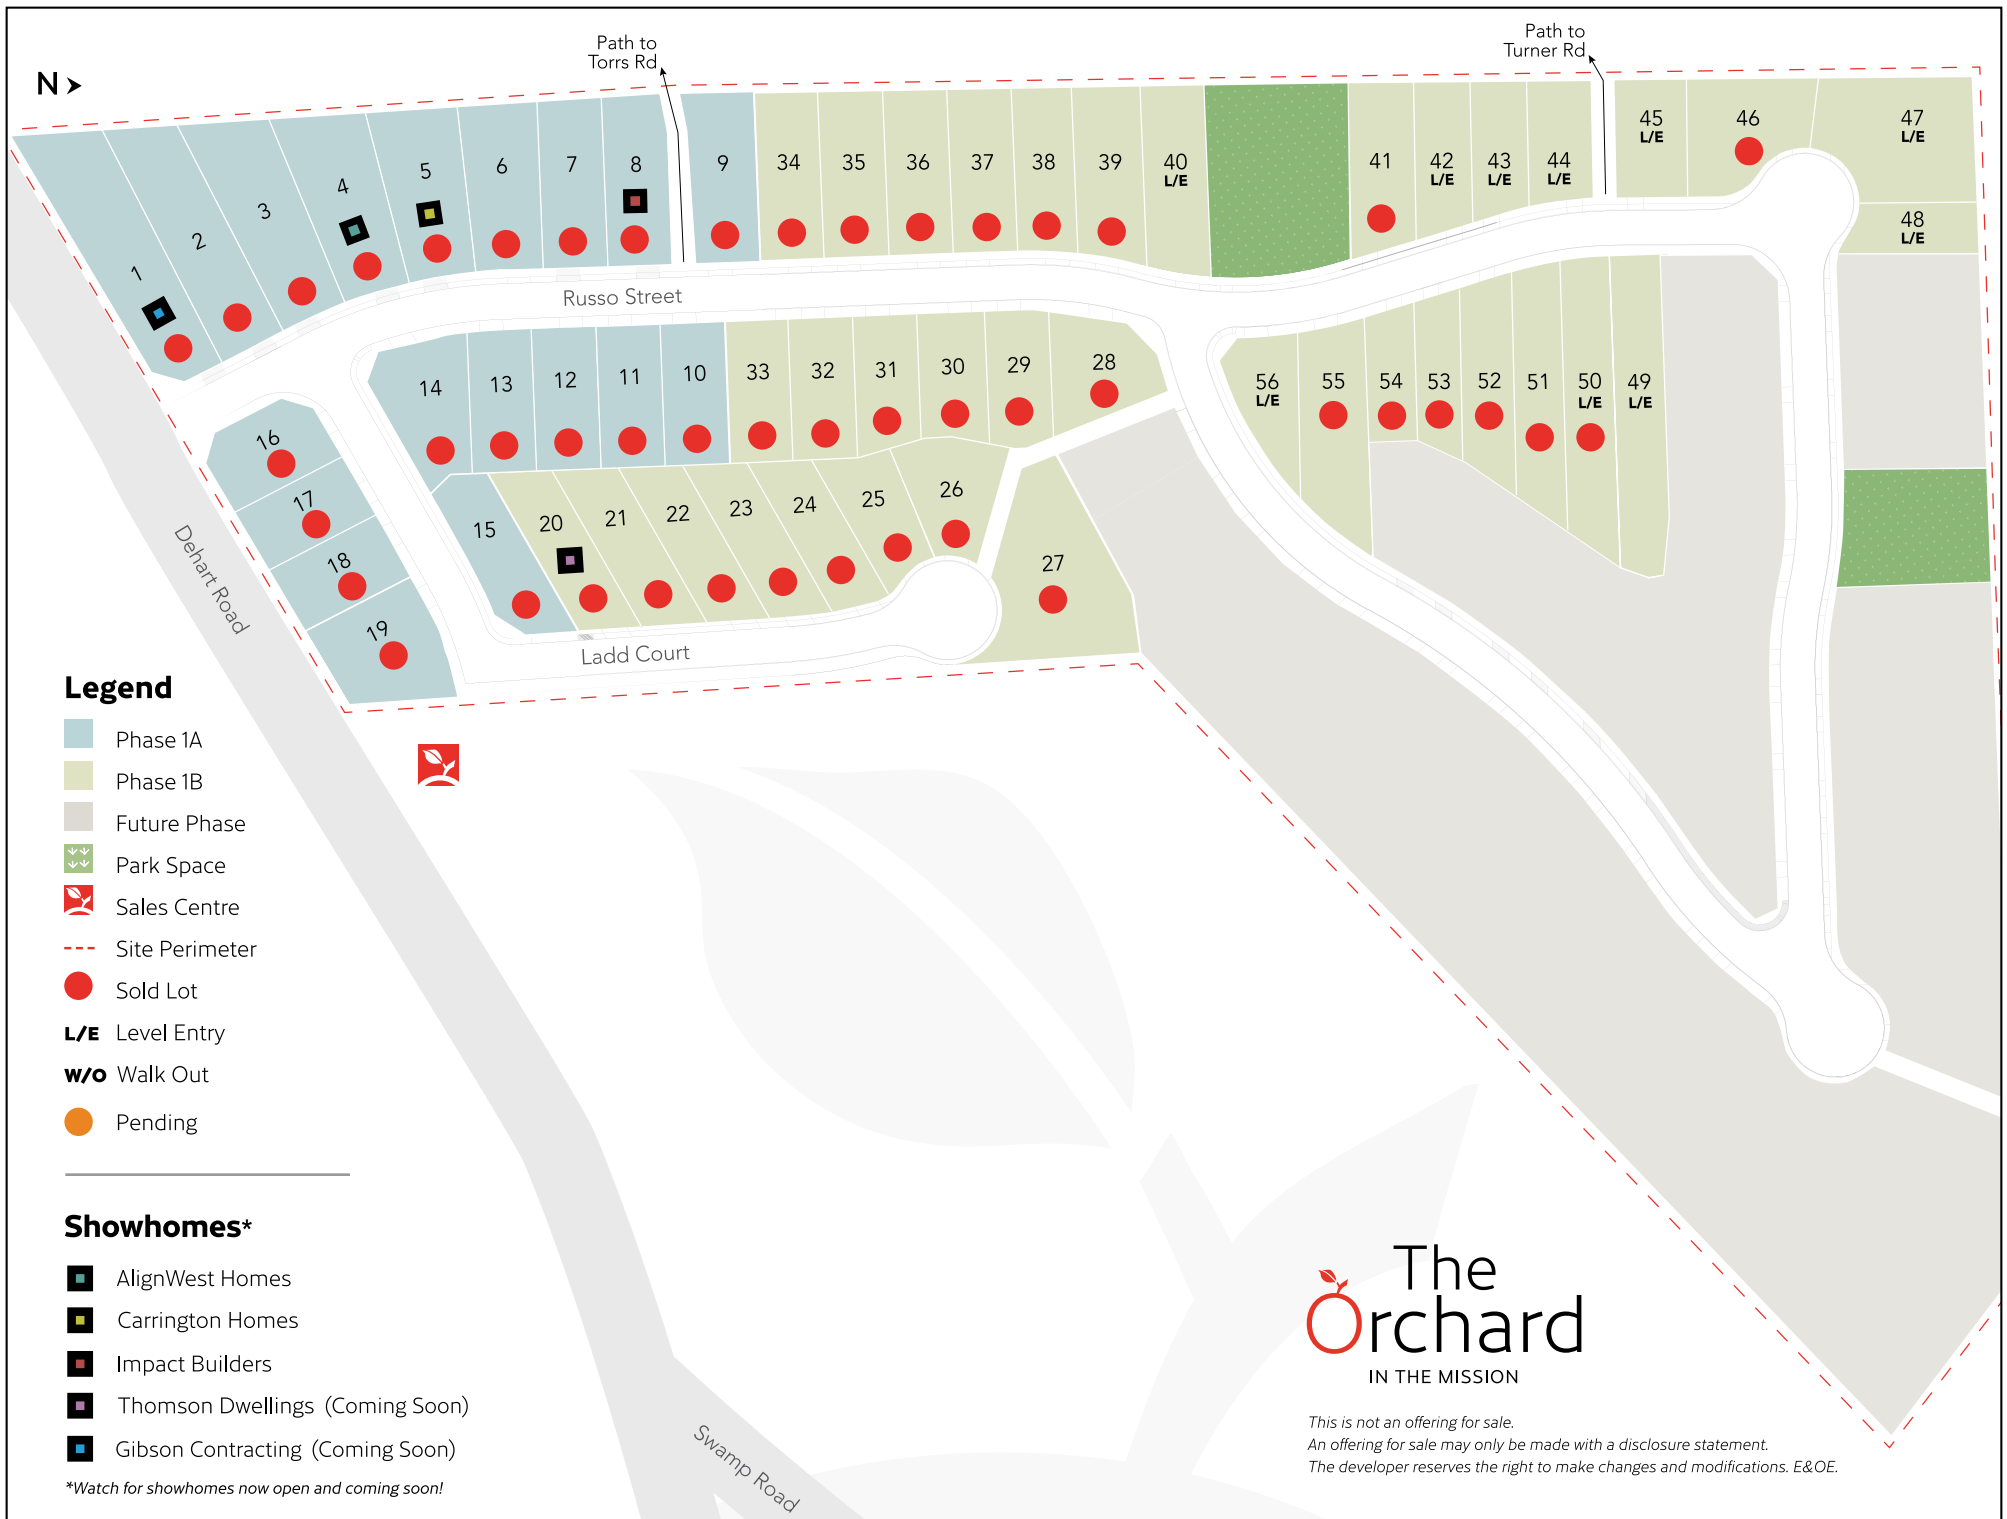 N
Path to
Torrs Rd
Path to
Turner Rd
1
2
3
4
5
6
7
8
9
34
35
36
37
38
39
40
L/E
41
42
L/E
43
L/E
44
L/E
45
L/E
46
47
L/E
48
L/E
Russo Street
14
13
12
11
10
33
32
31
30
29
28
56
L/E
55
54
53
52
51
50
L/E
49
L/E
16
17
18
19
15
20
21
22
23
24
25
26
27
Ladd Court
Dehart Road
Swamp Road
Legend
Phase 1A
Phase 1B
Future Phase
Park Space
Sales Centre
Site Perimeter
Sold Lot
L/E Level Entry
W/O Walk Out
Pending
Showhomes*
AlignWest Homes
Carrington Homes
Impact Builders
Thomson Dwellings (Coming Soon)
Gibson Contracting (Coming Soon)
*Watch for showhomes now open and coming soon!
The
Orchard
IN THE MISSION
This is not an offering for sale.
An offering for sale may only be made with a disclosure statement.
The developer reserves the right to make changes and modifications. E&OE.